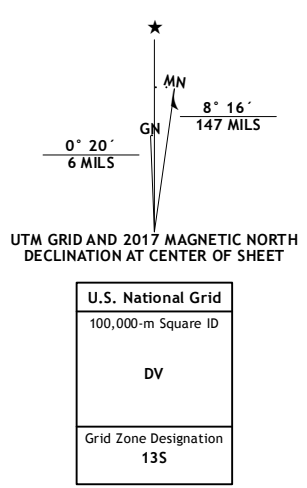 MN
GN
8° 16´
147 MILS
0° 20´
6 MILS
UTM GRID AND 2017 MAGNETIC NORTH
DECLINATION AT CENTER OF SHEET
U.S. National Grid
100,000-m Square ID
DV
Grid Zone Designation
13S